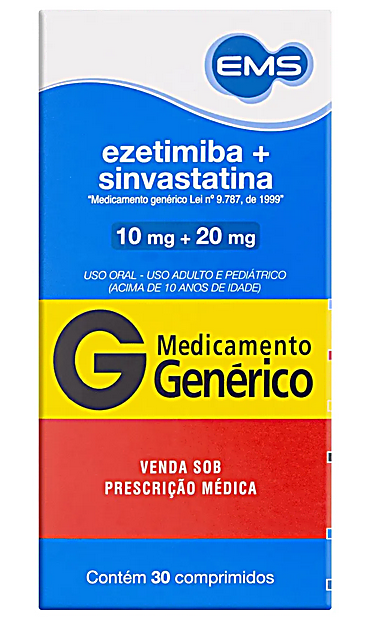 EMS
ezetimiba +
sinvastatina
"Medicamento genérico Lei nº 9.787, de 1999"
10 mg + 20 mg
USO ORAL - USO ADULTO E PEDIÁTRICO
(ACIMA DE 10 ANOS DE IDADE)
G Medicamento
Genérico
VENDA SOB
PRESCRIÇÃO MÉDICA
Contém 30 comprimidos